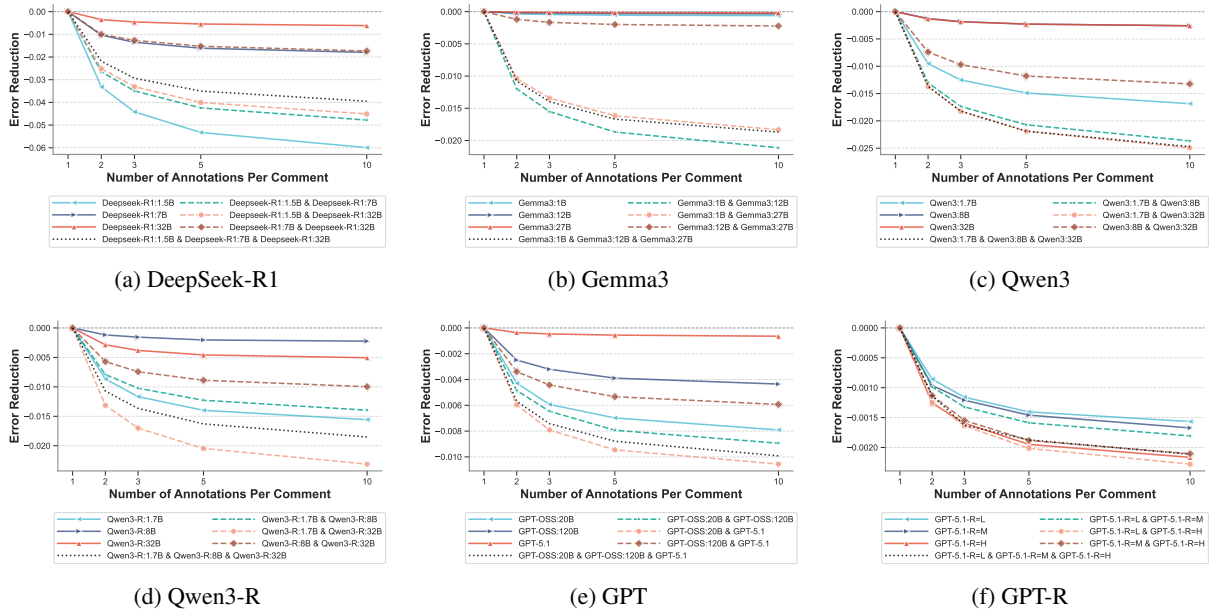 0.00
−0.01
−0.02
−0.03
−0.04
−0.05
−0.06
Error Reduction
1 2 3 5 10
Number of Annotations Per Comment
Deepseek-R1:1.5B
Deepseek-R1:7B
Deepseek-R1:32B
Deepseek-R1:1.5B & Deepseek-R1:7B
Deepseek-R1:1.5B & Deepseek-R1:32B
Deepseek-R1:7B & Deepseek-R1:32B
Deepseek-R1:1.5B & Deepseek-R1:7B & Deepseek-R1:32B
(a) DeepSeek-R1
0.000
−0.005
−0.010
−0.015
−0.020
Error Reduction
1 2 3 5 10
Number of Annotations Per Comment
Gemma3:1B
Gemma3:12B
Gemma3:27B
Gemma3:1B & Gemma3:12B
Gemma3:1B & Gemma3:27B
Gemma3:12B & Gemma3:27B
Gemma3:1B & Gemma3:12B & Gemma3:27B
(b) Gemma3
0.000
−0.005
−0.010
−0.015
−0.020
−0.025
Error Reduction
1 2 3 5 10
Number of Annotations Per Comment
Qwen3:1.7B
Qwen3:8B
Qwen3:32B
Qwen3:1.7B & Qwen3:8B
Qwen3:1.7B & Qwen3:32B
Qwen3:8B & Qwen3:32B
Qwen3:1.7B & Qwen3:8B & Qwen3:32B
(c) Qwen3
0.000
−0.005
−0.010
−0.015
−0.020
Error Reduction
1 2 3 5 10
Number of Annotations Per Comment
Qwen3-R:1.7B
Qwen3-R:8B
Qwen3-R:32B
Qwen3-R:1.7B & Qwen3-R:8B
Qwen3-R:1.7B & Qwen3-R:32B
Qwen3-R:8B & Qwen3-R:32B
Qwen3-R:1.7B & Qwen3-R:8B & Qwen3-R:32B
(d) Qwen3-R
0.000
−0.002
−0.004
−0.006
−0.008
−0.010
Error Reduction
1 2 3 5 10
Number of Annotations Per Comment
GPT-OSS:20B
GPT-OSS:120B
GPT-5.1
GPT-OSS:20B & GPT-OSS:120B
GPT-OSS:20B & GPT-5.1
GPT-OSS:120B & GPT-5.1
GPT-OSS:20B & GPT-OSS:120B & GPT-5.1
(e) GPT
0.0000
−0.0005
−0.0010
−0.0015
−0.0020
Error Reduction
1 2 3 5 10
Number of Annotations Per Comment
GPT-5.1-R=L
GPT-5.1-R=M
GPT-5.1-R=H
GPT-5.1-R=L & GPT-5.1-R=M
GPT-5.1-R=L & GPT-5.1-R=H
GPT-5.1-R=M & GPT-5.1-R=H
GPT-5.1-R=L & GPT-5.1-R=M & GPT-5.1-R=H
(f) GPT-R